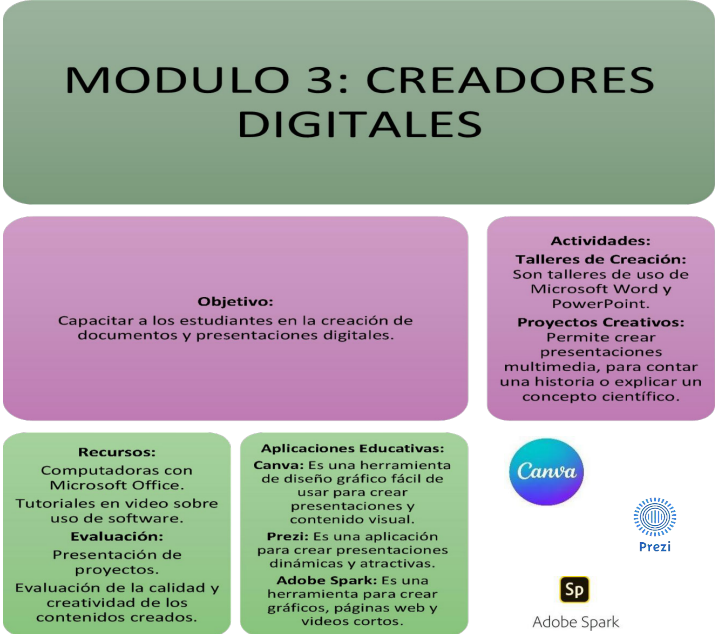 MODULO 3: CREADORES
DIGITALES
Objetivo:
Capacitar a los estudiantes en la creación de
documentos y presentaciones digitales.
Actividades:
Talleres de Creación:
Son talleres de uso de
Microsoft Word y
PowerPoint.
Proyectos Creativos:
Permite crear
presentaciones
multimedia, para contar
una historia o explicar un
concepto científico.
Recursos:
Computadoras con
Microsoft Office.
Tutoriales en video sobre
uso de software.
Evaluación:
Presentación de
proyectos.
Evaluación de la calidad y
creatividad de los
contenidos creados.
Aplicaciones Educativas:
Canva: Es una herramienta
de diseño gráfico fácil de
usar para crear
presentaciones y
contenido visual.
Prezi: Es una aplicación
para crear presentaciones
dinámicas y atractivas.
Adobe Spark: Es una
herramienta para crear
gráficos, páginas web y
videos cortos.
Canva
Prezi
Sp
Adobe Spark